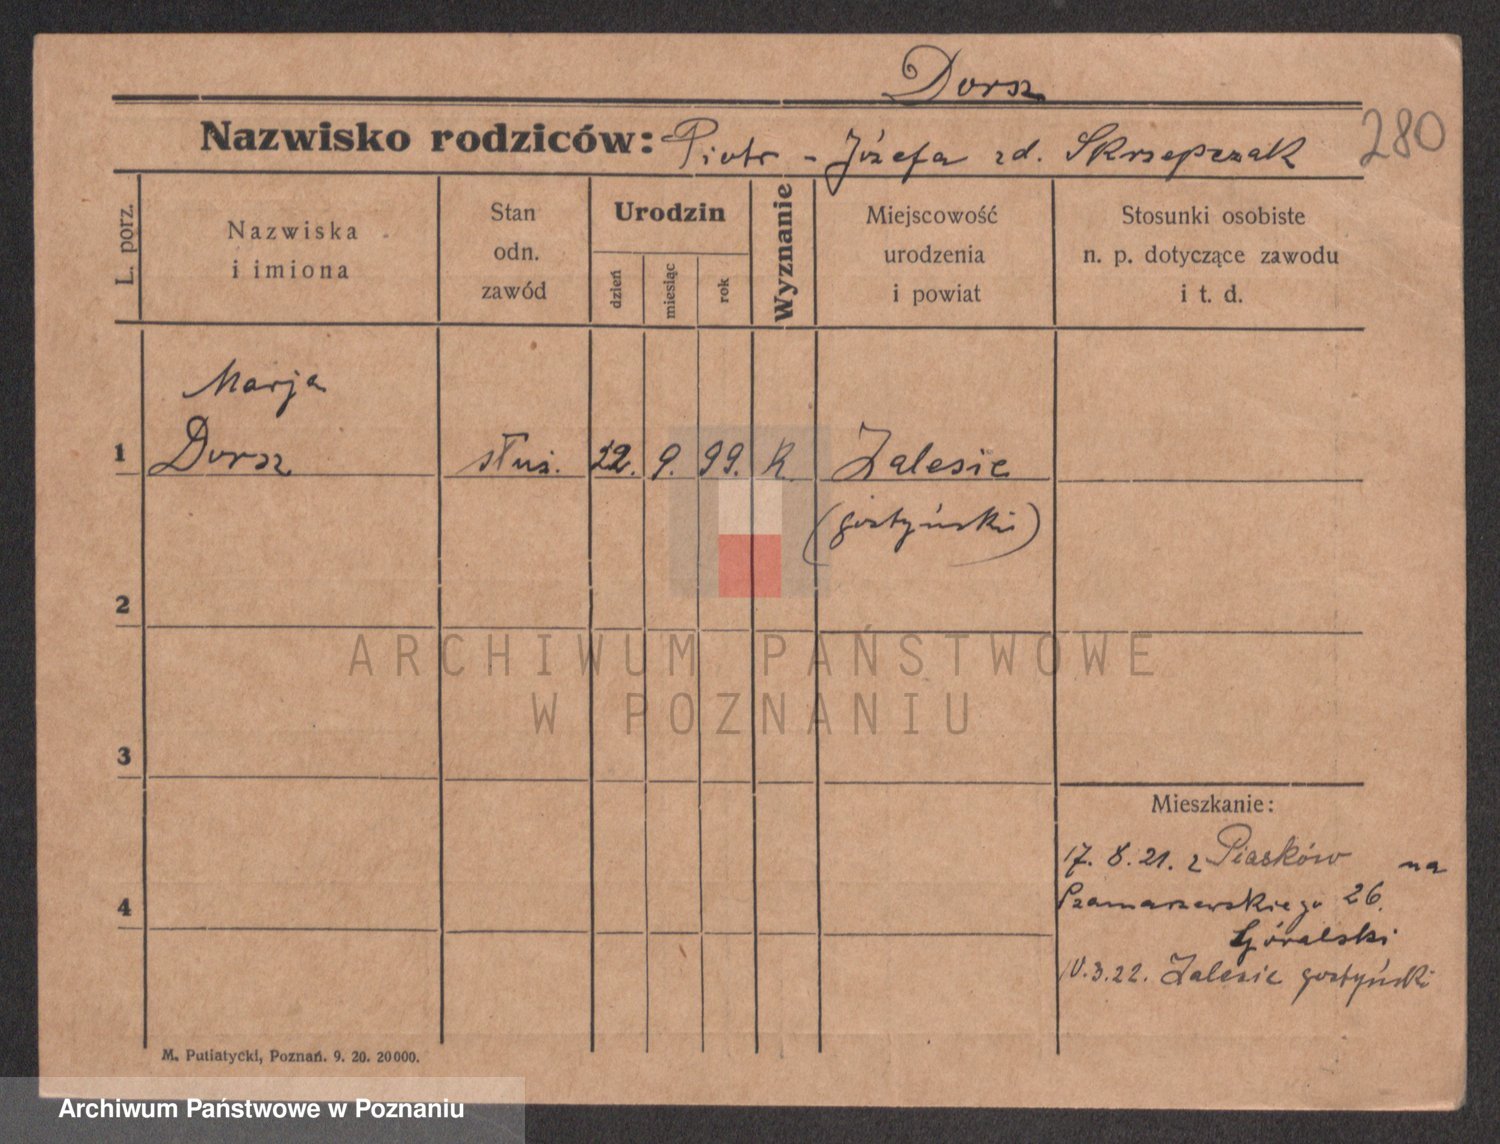 Dorsz
Nazwisko rodziców: Piotr - Józefa zd. Skrzepczak
280
L. porz.
Nazwiska
i imiona
Stan
odn.
zawód
Urodzin
dzień
miesiąc
rok
Wyznanie
Miejscowość
urodzenia
i powiat
Stosunki osobiste
n. p. dotyczące zawodu
i t. d.
Marja
1 Dorsz służ. 22. 9. 99. K. Zalesie
(gostyński)
2
ARCHIWUM PAŃSTWOWE
W POZNANIU
3
Mieszkanie:
17. 8. 21. z Piasków na
4 Szamarzewskiego 26.
Góralski
3.22. Zalesie gostyński
M. Putiatycki, Poznań. 9. 20. 20000.
Archiwum Państwowe w Poznaniu